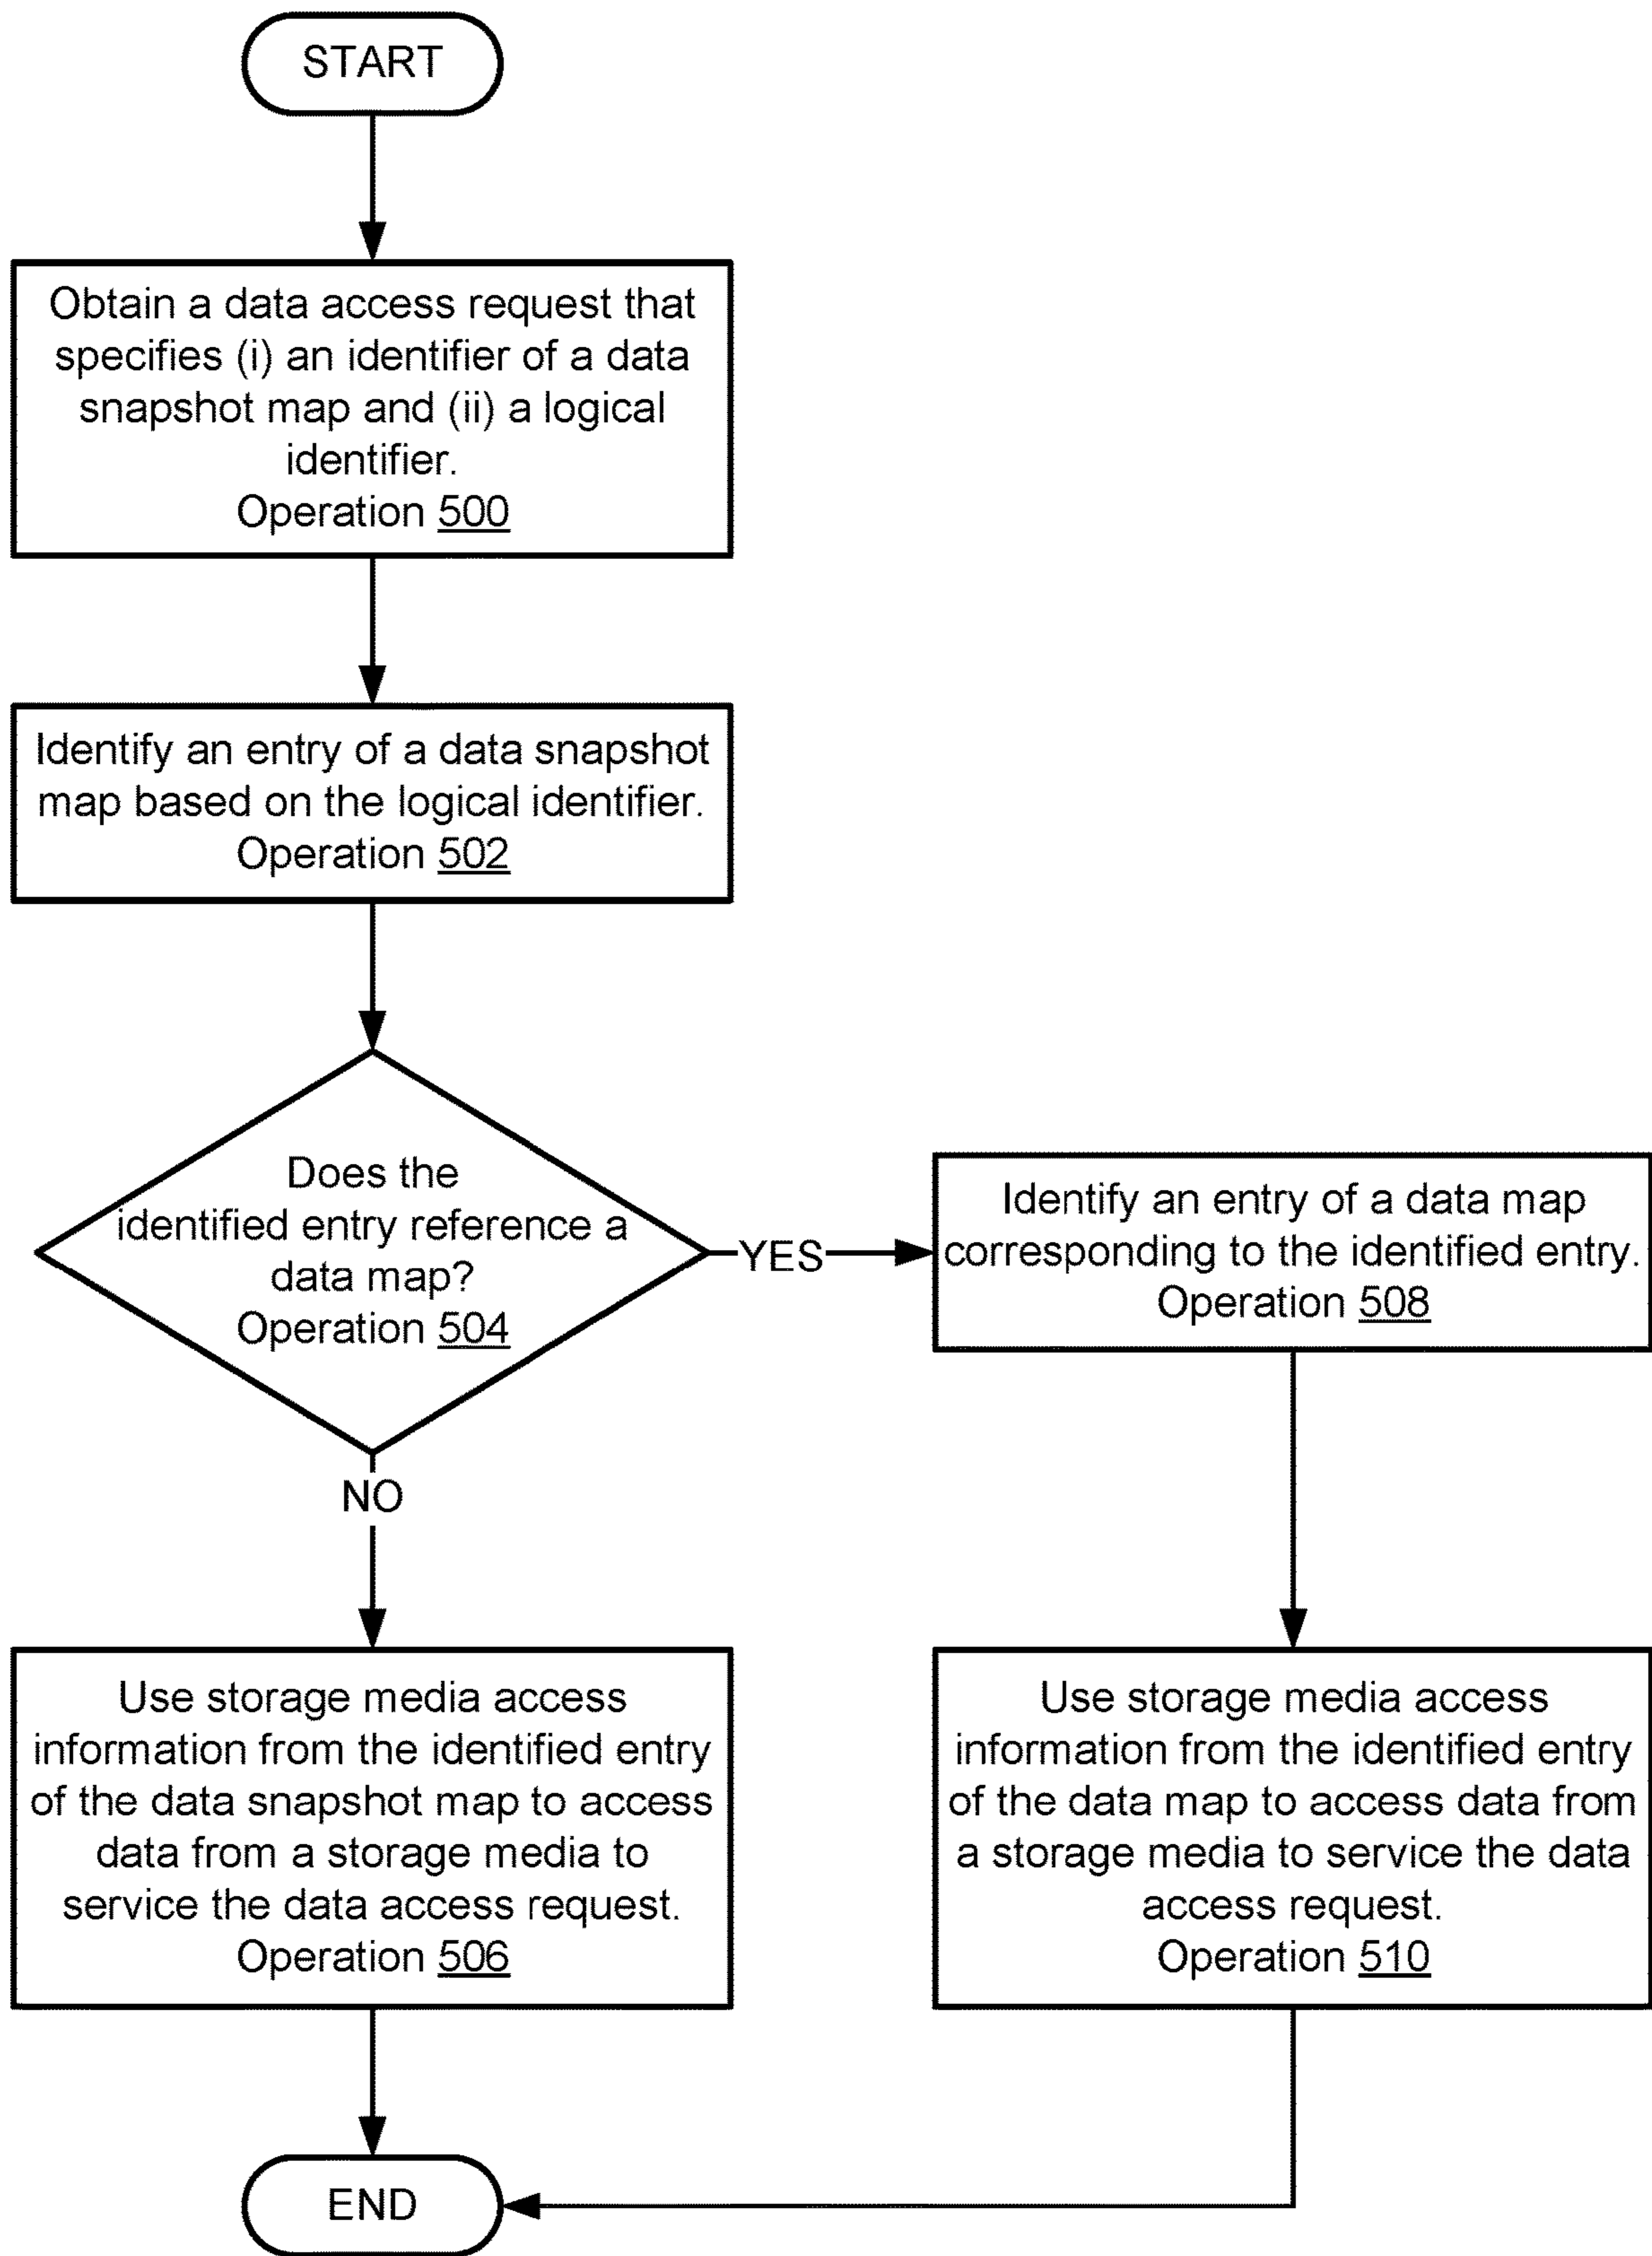 START
Obtain a data access request that
specifies (i) an identifier of a data
snapshot map and (ii) a logical
identifier.
Operation 500
Identify an entry of a data snapshot
map based on the logical identifier.
Operation 502
Does the
identified entry reference a
data map?
Operation 504
YES
Identify an entry of a data map
corresponding to the identified entry.
Operation 508
NO
Use storage media access
information from the identified entry
of the data snapshot map to access
data from a storage media to
service the data access request.
Operation 506
Use storage media access
information from the identified entry
of the data map to access data from
a storage media to service the data
access request.
Operation 510
END